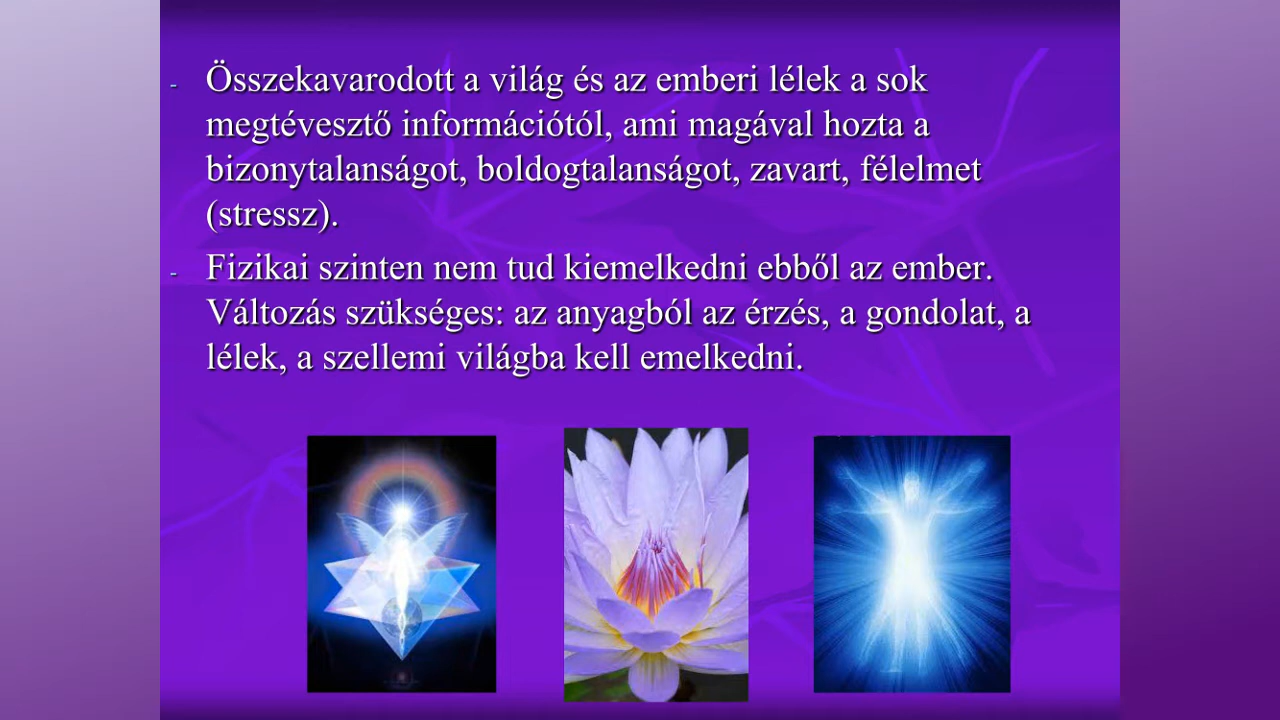 - Összekavarodott a világ és az emberi lélek a sok
megtévesztő információtól, ami magával hozta a
bizonytalanságot, boldogtalanságot, zavart, félelmet
(stressz).
- Fizikai szinten nem tud kiemelkedni ebből az ember.
Változás szükséges: az anyagból az érzés, a gondolat, a
lélek, a szellemi világba kell emelkedni.